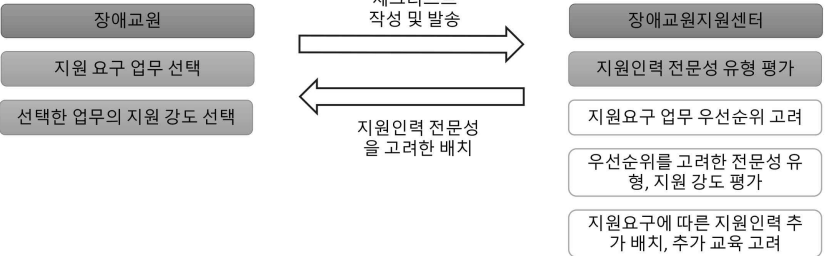 장애교원
지원 요구 업무 선택
선택한 업무의 지원 강도 선택
작성 및 발송
지원인력 전문성
을 고려한 배치
장애교원지원센터
지원인력 전문성 유형 평가
지원요구 업무 우선순위 고려
우선순위를 고려한 전문성 유
형, 지원 강도 평가
지원요구에 따른 지원인력 추
가 배치, 추가 교육 고려